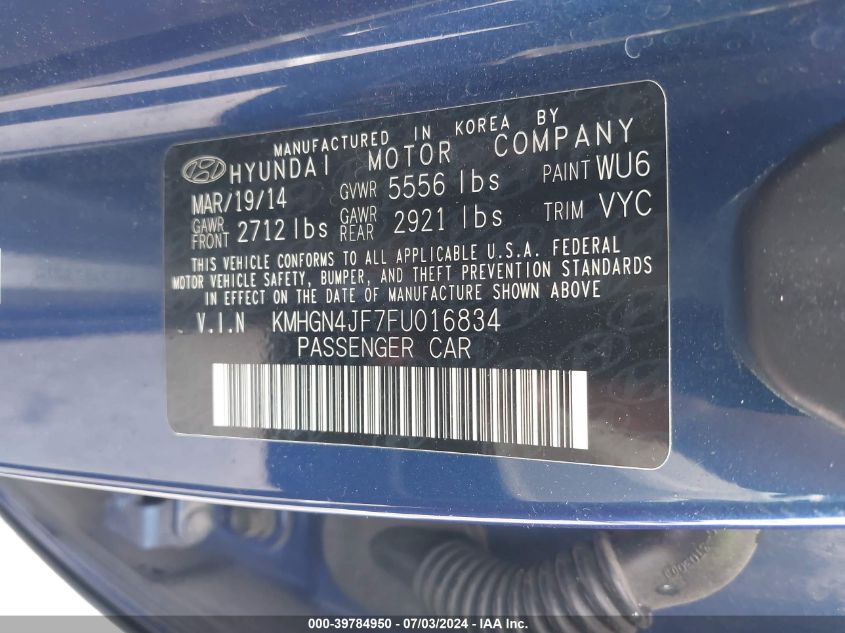 MANUFACTURED IN KOREA BY
HYUNDAI MOTOR COMPANY
MAR/19/14 GVWR 5556 lbs PAINT WU6
GAWR FRONT 2712 lbs GAWR REAR 2921 lbs TRIM VYC
THIS VEHICLE CONFORMS TO ALL APPLICABLE U.S.A. FEDERAL
MOTOR VEHICLE SAFETY, BUMPER, AND THEFT PREVENTION STANDARDS
IN EFFECT ON THE DATE OF MANUFACTURE SHOWN ABOVE
V.I.N KMHGN4JF7FU016834
PASSENGER CAR
000-39784950 - 07/03/2024 - IAA Inc.